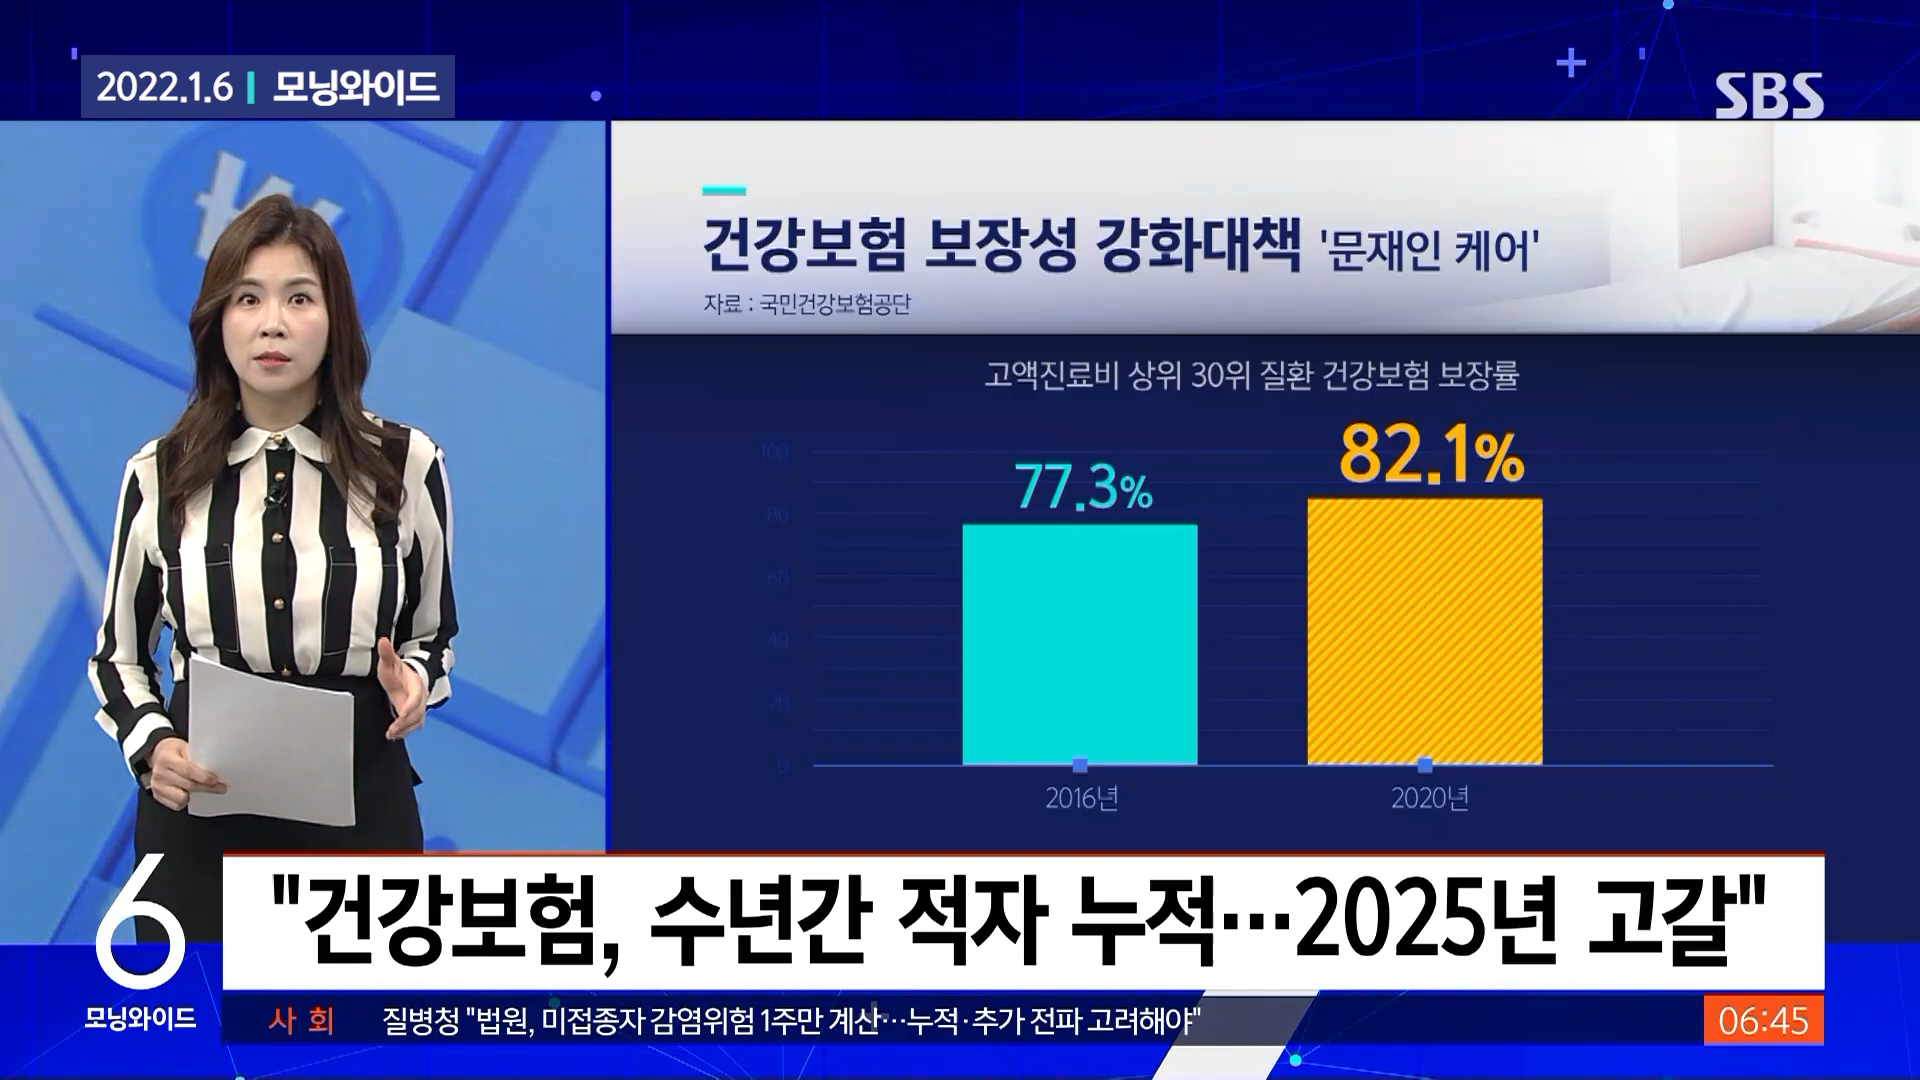 2022.1.6 | 모닝와이드
SBS
건강보험 보장성 강화대책 '문재인 케어'
자료 : 국민건강보험공단
고액진료비 상위 30위 질환 건강보험 보장률
100
80
60
40
20
0
77.3%
82.1%
2016년
2020년
"건강보험, 수년간 적자 누적…2025년 고갈"
6
모닝와이드
사회 질병청 "법원, 미접종자 감염위험 1주만 계산…누적·추가 전파 고려해야"
06:45